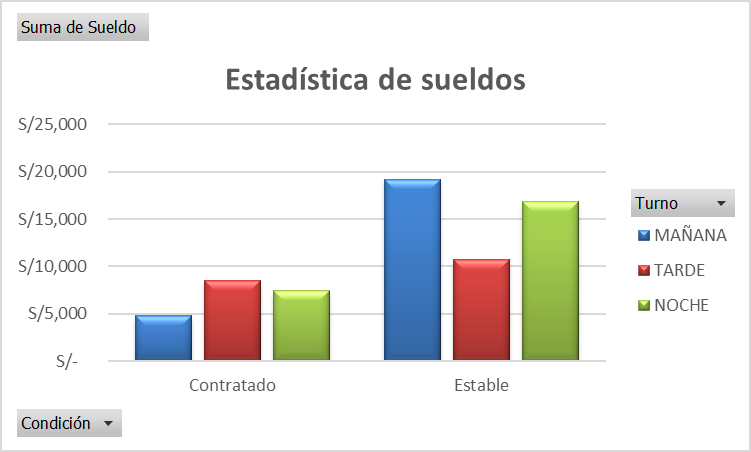 Suma de Sueldo
Estadística de sueldos
S/25,000
S/20,000
S/15,000
S/10,000
S/5,000
S/-
Contratado
Estable
Turno
MAÑANA
TARDE
NOCHE
Condición